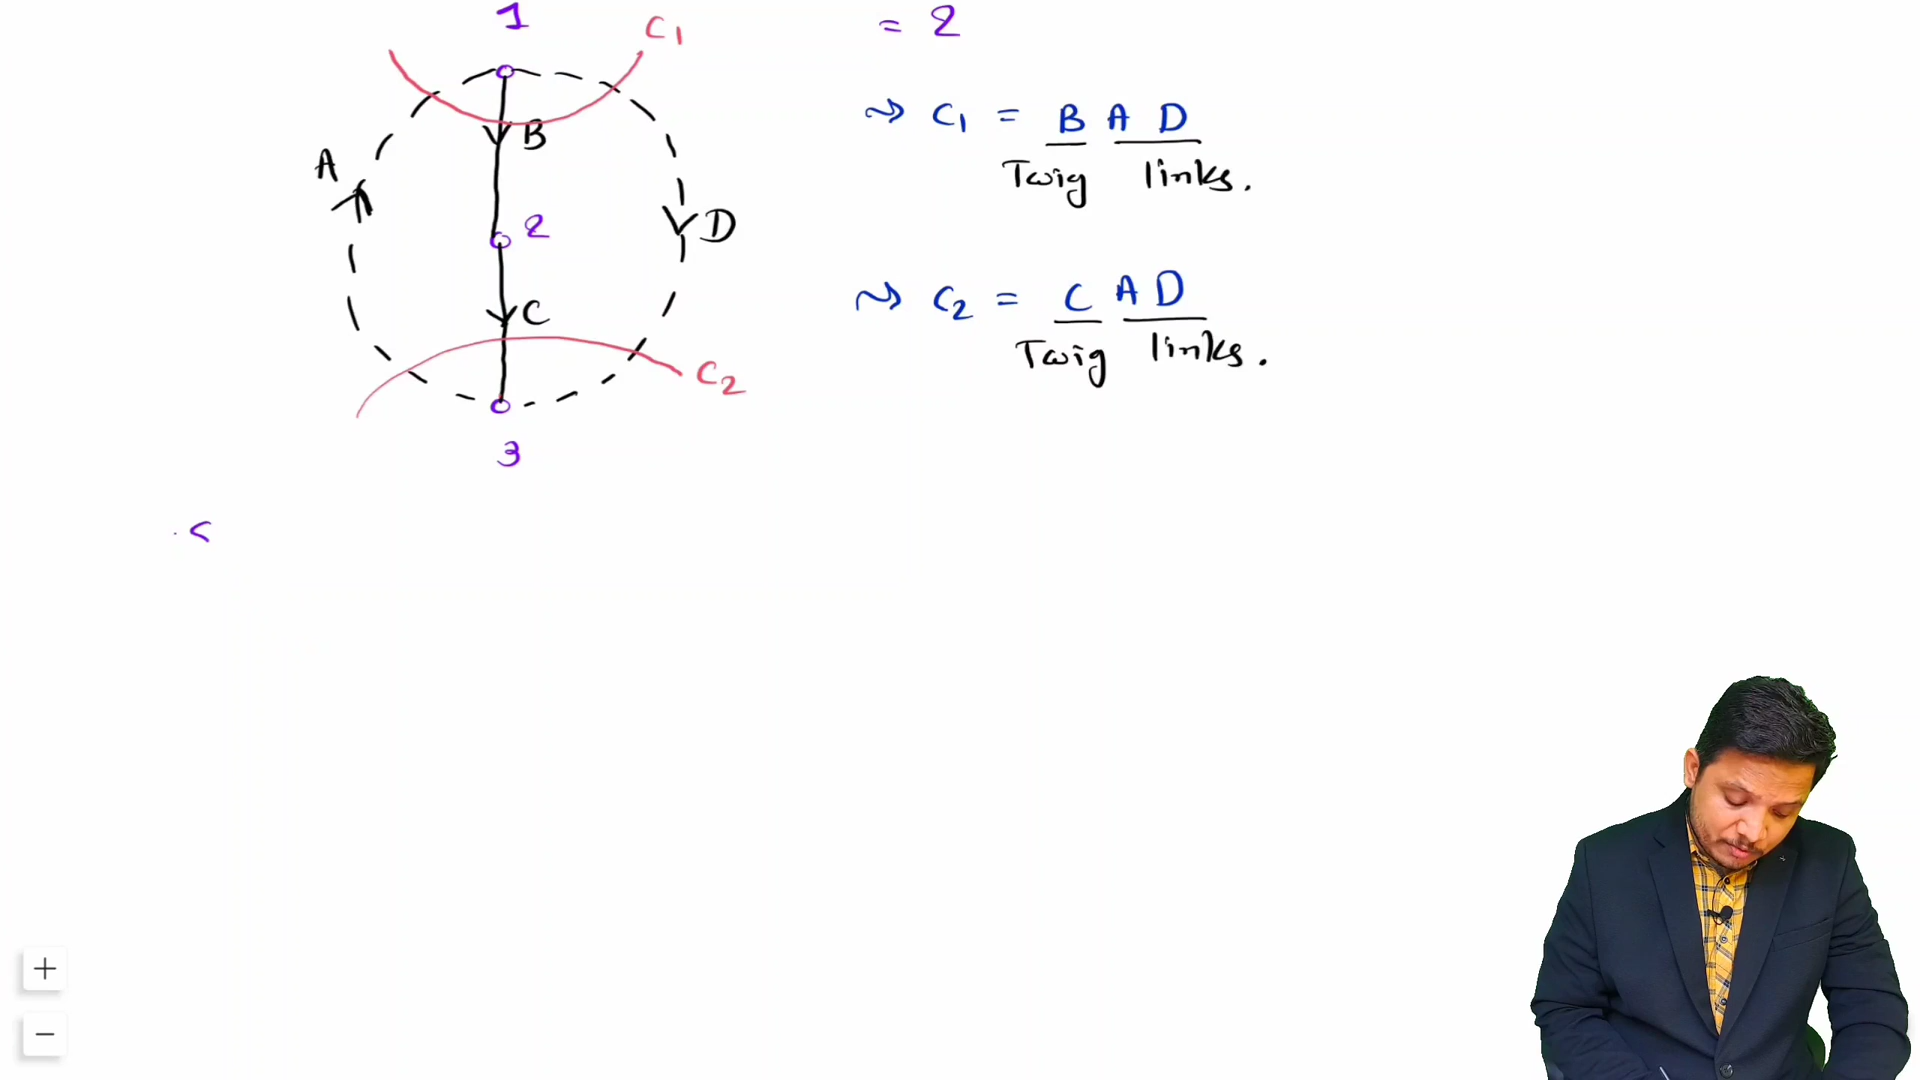 1
C1
= 2
B
⇝ C1 = B A D
Twig links.
A
2
D
⇝ C2 = C A D
Twig links.
C
C2
3